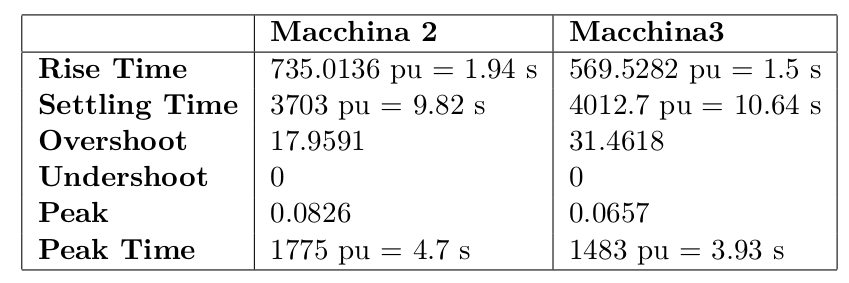 Macchina 2 Macchina3
Rise Time 735.0136 pu = 1.94 s 569.5282 pu = 1.5 s
Settling Time 3703 pu = 9.82 s 4012.7 pu = 10.64 s
Overshoot 17.9591 31.4618
Undershoot 0 0
Peak 0.0826 0.0657
Peak Time 1775 pu = 4.7 s 1483 pu = 3.93 s